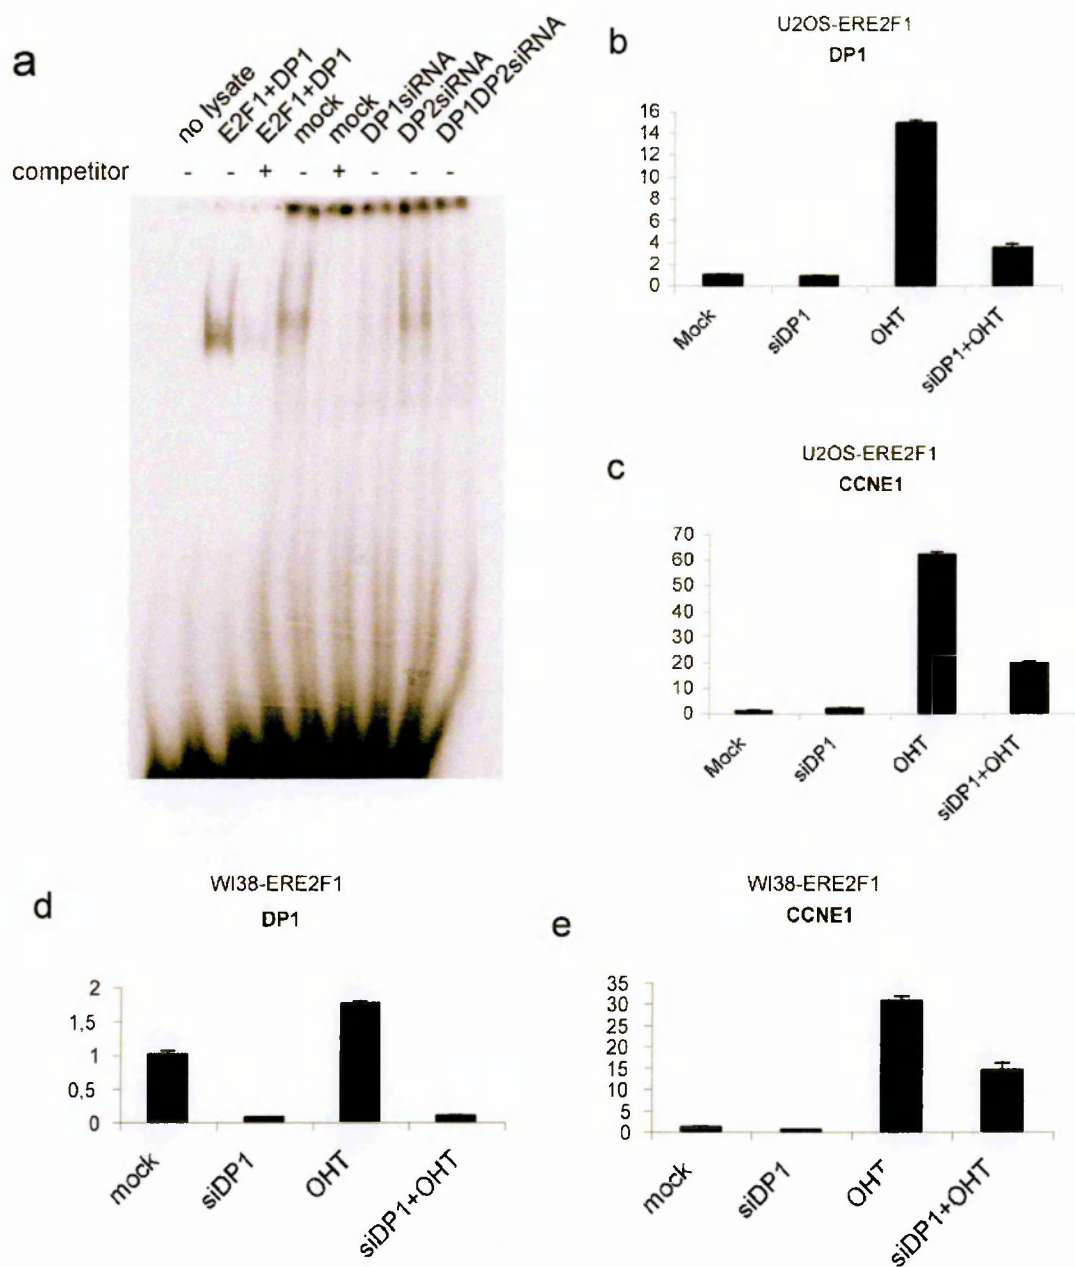 a
no lysate
E2F1+DP1
E2F1+DP1
mock
mock
DP1siRNA
DP2siRNA
DP1DP2siRNA
competitor - - + - + - - -
b
U2OS-ERE2F1
DP1
16
14
12
10
8
6
4
2
0
Mock
siDP1
OHT
siDP1+OHT
c
U2OS-ERE2F1
CCNE1
70
60
50
40
30
20
10
0
Mock
siDP1
OHT
siDP1+OHT
d
WI38-ERE2F1
DP1
2
1,5
1
0,5
0
mock
siDP1
OHT
siDP1+OHT
e
WI38-ERE2F1
CCNE1
35
30
25
20
15
10
5
0
mock
siDP1
OHT
siDP1+OHT